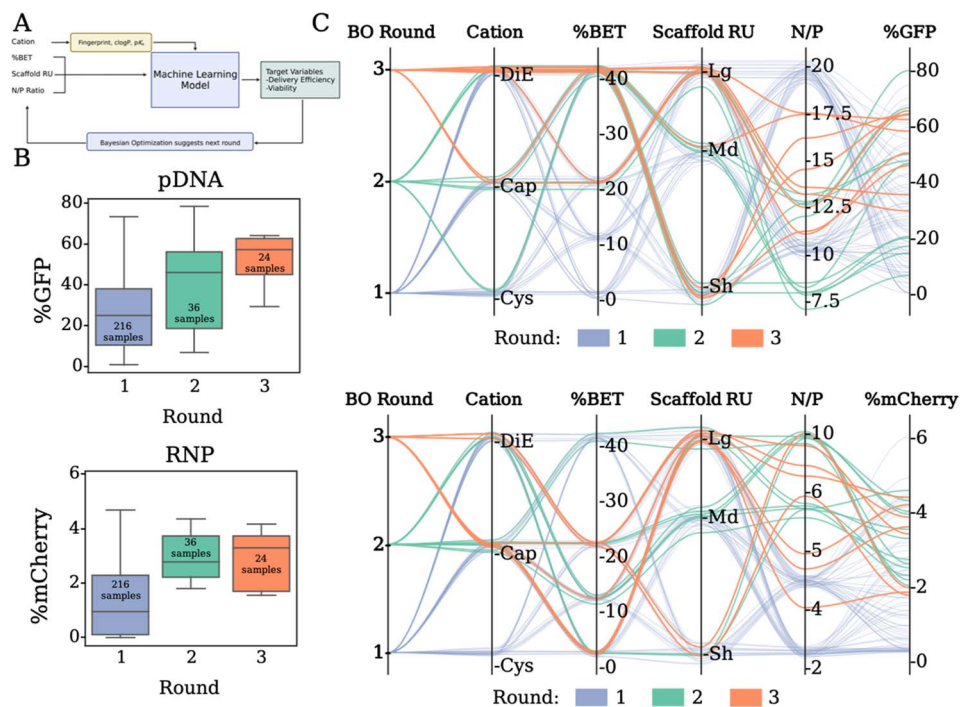 A
Cation
%BET
Scaffold RU
N/P Ratio
Fingerprint, clogP, pKₐ
Machine Learning
Model
Target Variables
-Delivery Efficiency
-Viability
Bayesian Optimization suggests next round
B
pDNA
%GFP
80
60
40
20
0
216
samples
36
samples
24
samples
1 2 3
Round
RNP
%mCherry
6
4
2
0
216
samples
36
samples
24
samples
1 2 3
Round
C
BO Round Cation %BET Scaffold RU N/P %GFP
3
2
1
-DiE
-Cap
-Cys
-40
-30
-20
-10
-0
-Lg
-Md
-Sh
-20
-17.5
-15
-12.5
-10
-7.5
-80
-60
-40
-20
-0
Round: 1 2 3
BO Round Cation %BET Scaffold RU N/P %mCherry
3
2
1
-DiE
-Cap
-Cys
-40
-30
-20
-10
-0
-Lg
-Md
-Sh
-10
-6
-5
-4
-2
-6
-4
-2
-0
Round: 1 2 3